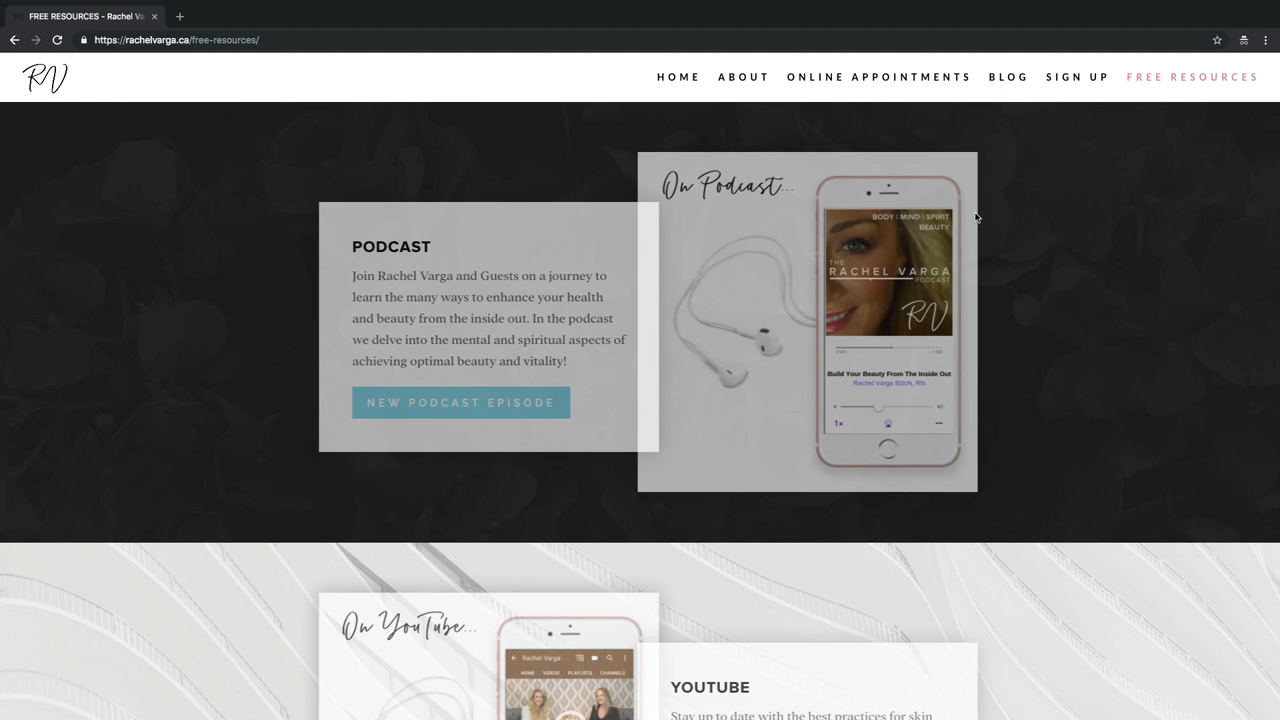 FREE RESOURCES - Rachel Va
https://rachelvarga.ca/free-resources/
RV
HOME ABOUT ONLINE APPOINTMENTS BLOG SIGN UP FREE RESOURCES
On Podcast...
BODY | MIND | SPIRIT
BEAUTY
THE
RACHEL VARGA
PODCAST
RV
Build Your Beauty From The Inside Out
Rachel Varga BScN, RN
1x
PODCAST
Join Rachel Varga and Guests on a journey to
learn the many ways to enhance your health
and beauty from the inside out. In the podcast
we delve into the mental and spiritual aspects of
achieving optimal beauty and vitality!
NEW PODCAST EPISODE
On YouTube...
Rachel Varga
HOME VIDEOS PLAYLISTS CHANNELS
YOUTUBE
Stay up to date with the best practices for skin